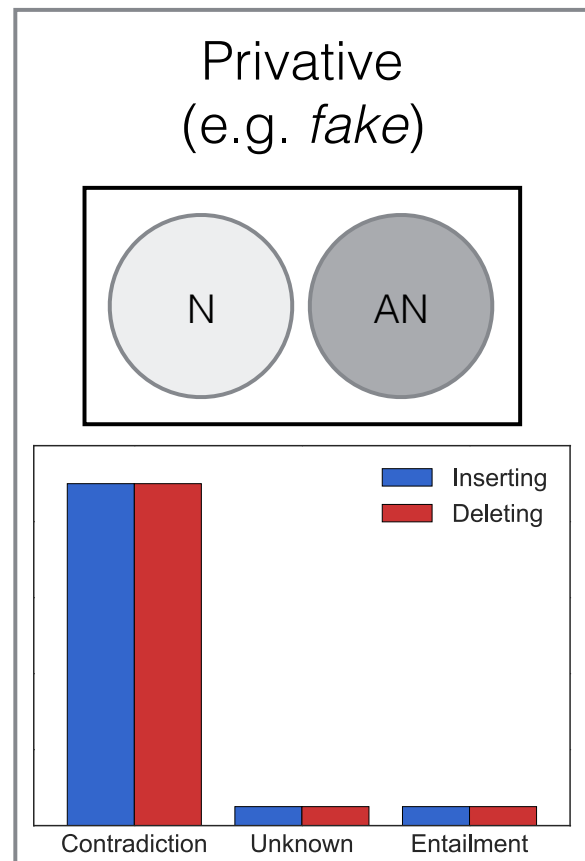 Privative
(e.g. fake)
N
AN
Inserting
Deleting
Contradiction Unknown Entailment